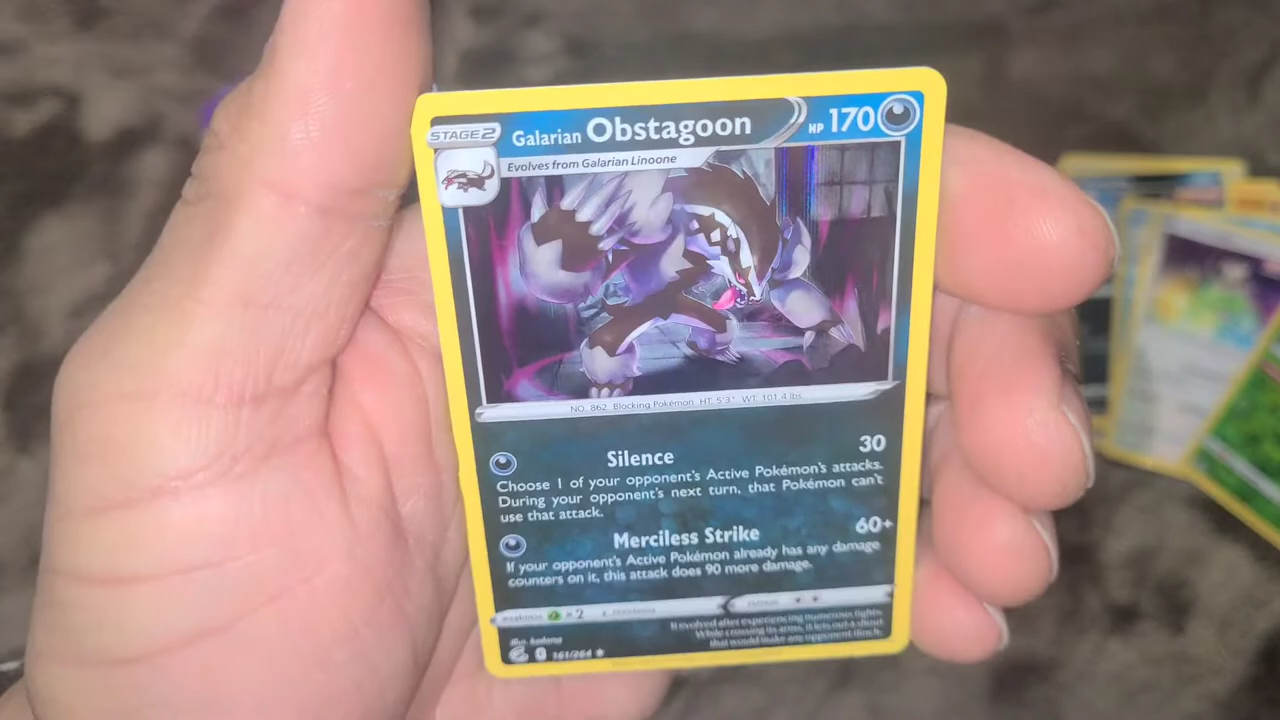 STAGE 2
Galarian Obstagoon
HP 170
Evolves from Galarian Linoone
NO. 862 Blocking Pokémon HT: 5'3" WT: 101.4 lbs.
Silence 30
Choose 1 of your opponent's Active Pokémon's attacks.
During your opponent's next turn, that Pokémon can't
use that attack.
Merciless Strike 60+
If your opponent's Active Pokémon already has any damage
counters on it, this attack does 90 more damage.
weakness ×2
It evolved after experiencing numerous fights.
While crossing its arms, it lets out a shout
that would make any opponent flinch.
illus. kodama
161/264